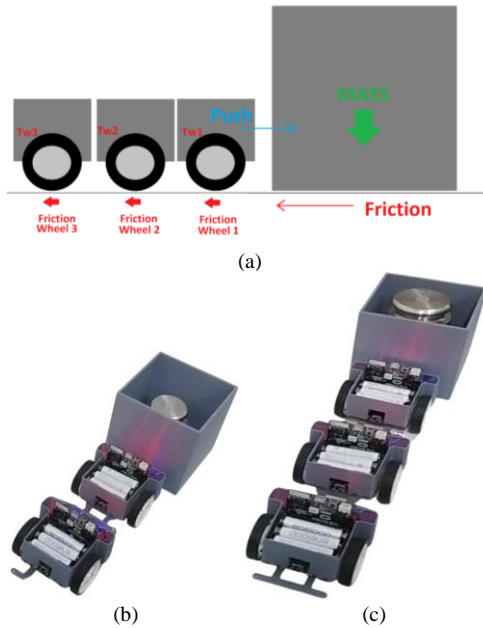 MASS
Push
Tw3 Tw2 Tw1
Friction
Wheel 3
Friction
Wheel 2
Friction
Wheel 1
Friction
(a)
(b)
(c)